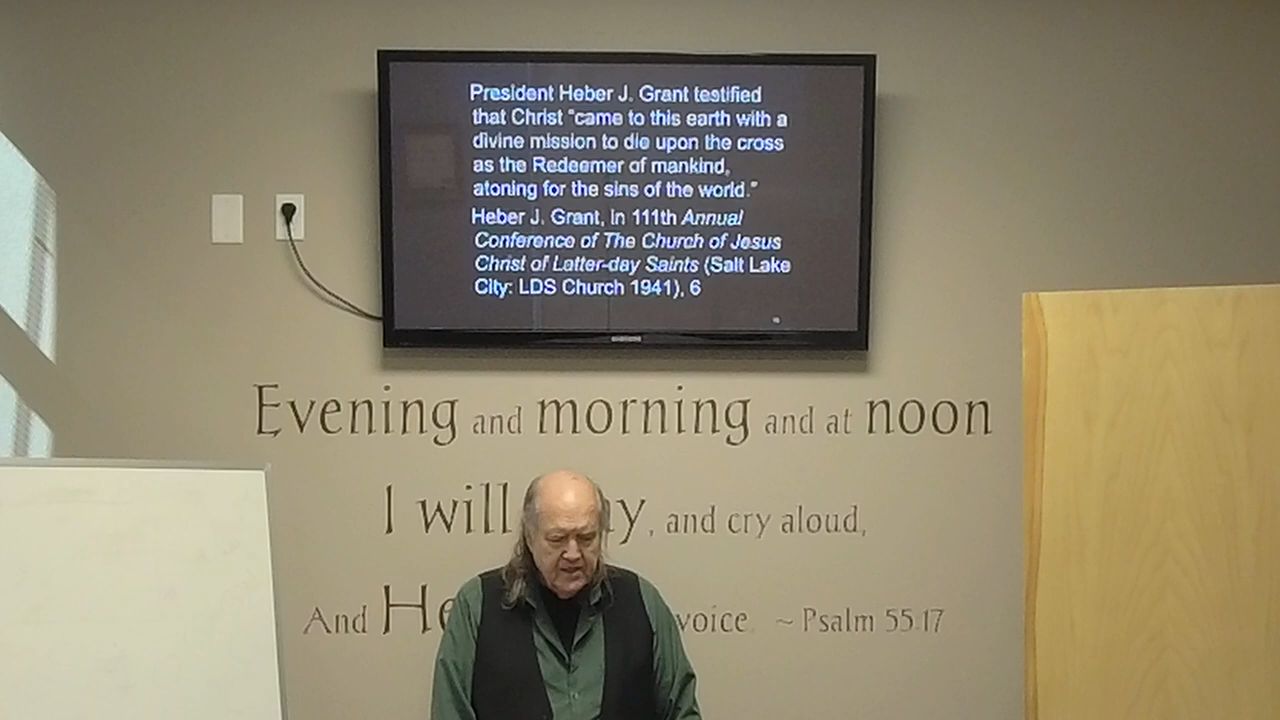 President Heber J. Grant testified
that Christ "came to this earth with a
divine mission to die upon the cross
as the Redeemer of mankind,
atoning for the sins of the world."
Heber J. Grant, in 111th Annual
Conference of The Church of Jesus
Christ of Latter-day Saints (Salt Lake
City: LDS Church 1941), 6
SAMSUNG
Evening and morning and at noon
I will ay, and cry aloud,
And He voice. ~ Psalm 55:17